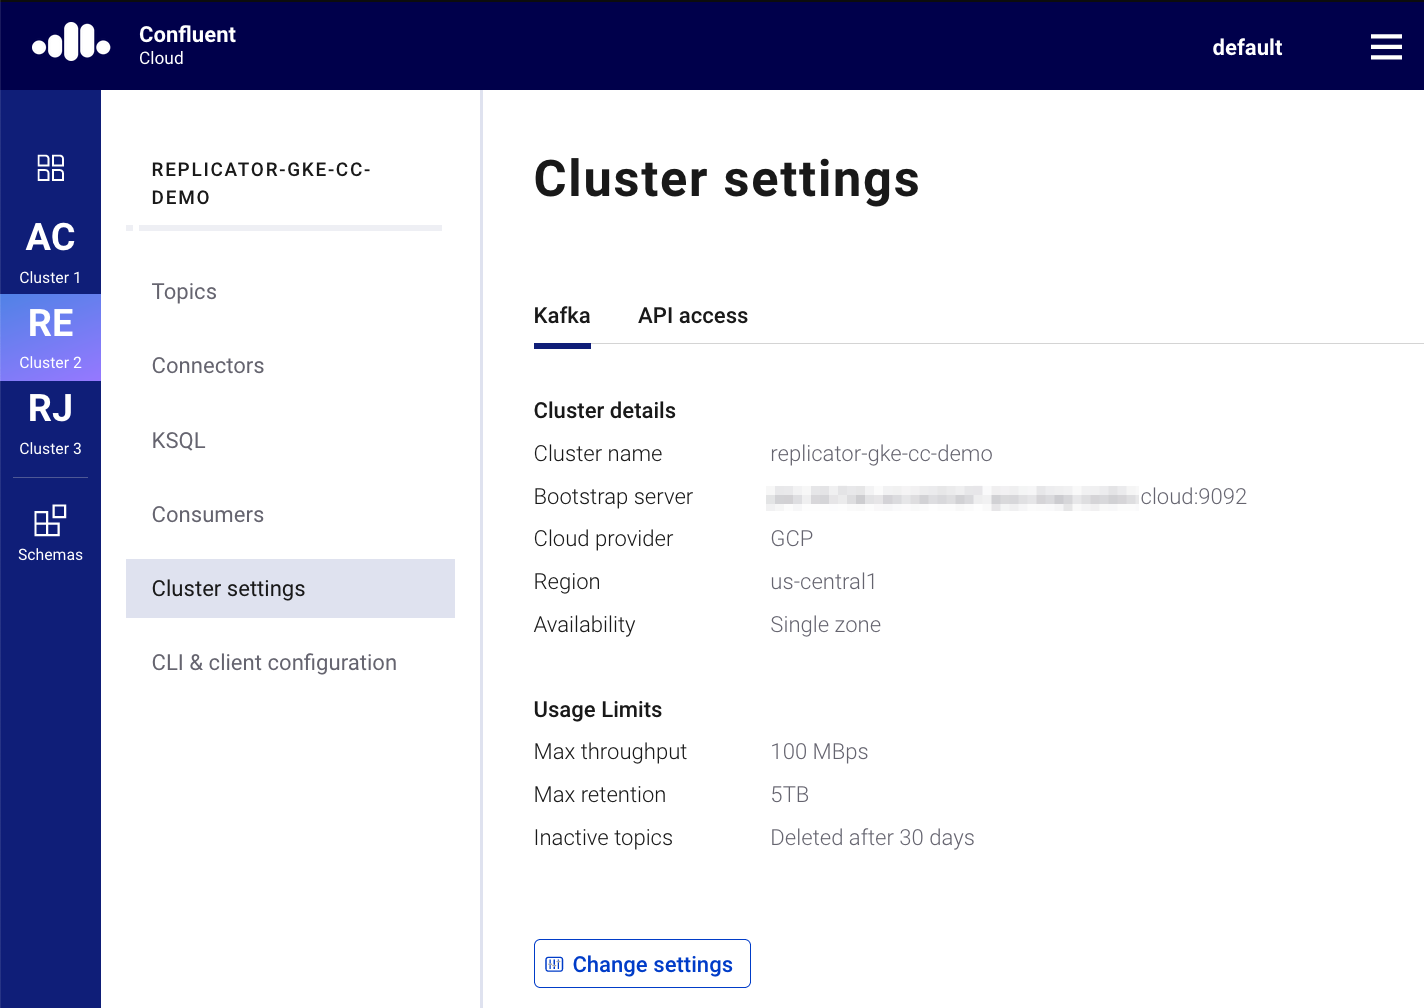 Confluent
Cloud
default
AC
Cluster 1
RE
Cluster 2
RJ
Cluster 3
Schemas
REPLICATOR-GKE-CC-
DEMO
Topics
Connectors
KSQL
Consumers
Cluster settings
CLI & client configuration
Cluster settings
Kafka API access
Cluster details
Cluster name replicator-gke-cc-demo
Bootstrap server cloud:9092
Cloud provider GCP
Region us-central1
Availability Single zone
Usage Limits
Max throughput 100 MBps
Max retention 5TB
Inactive topics Deleted after 30 days
Change settings